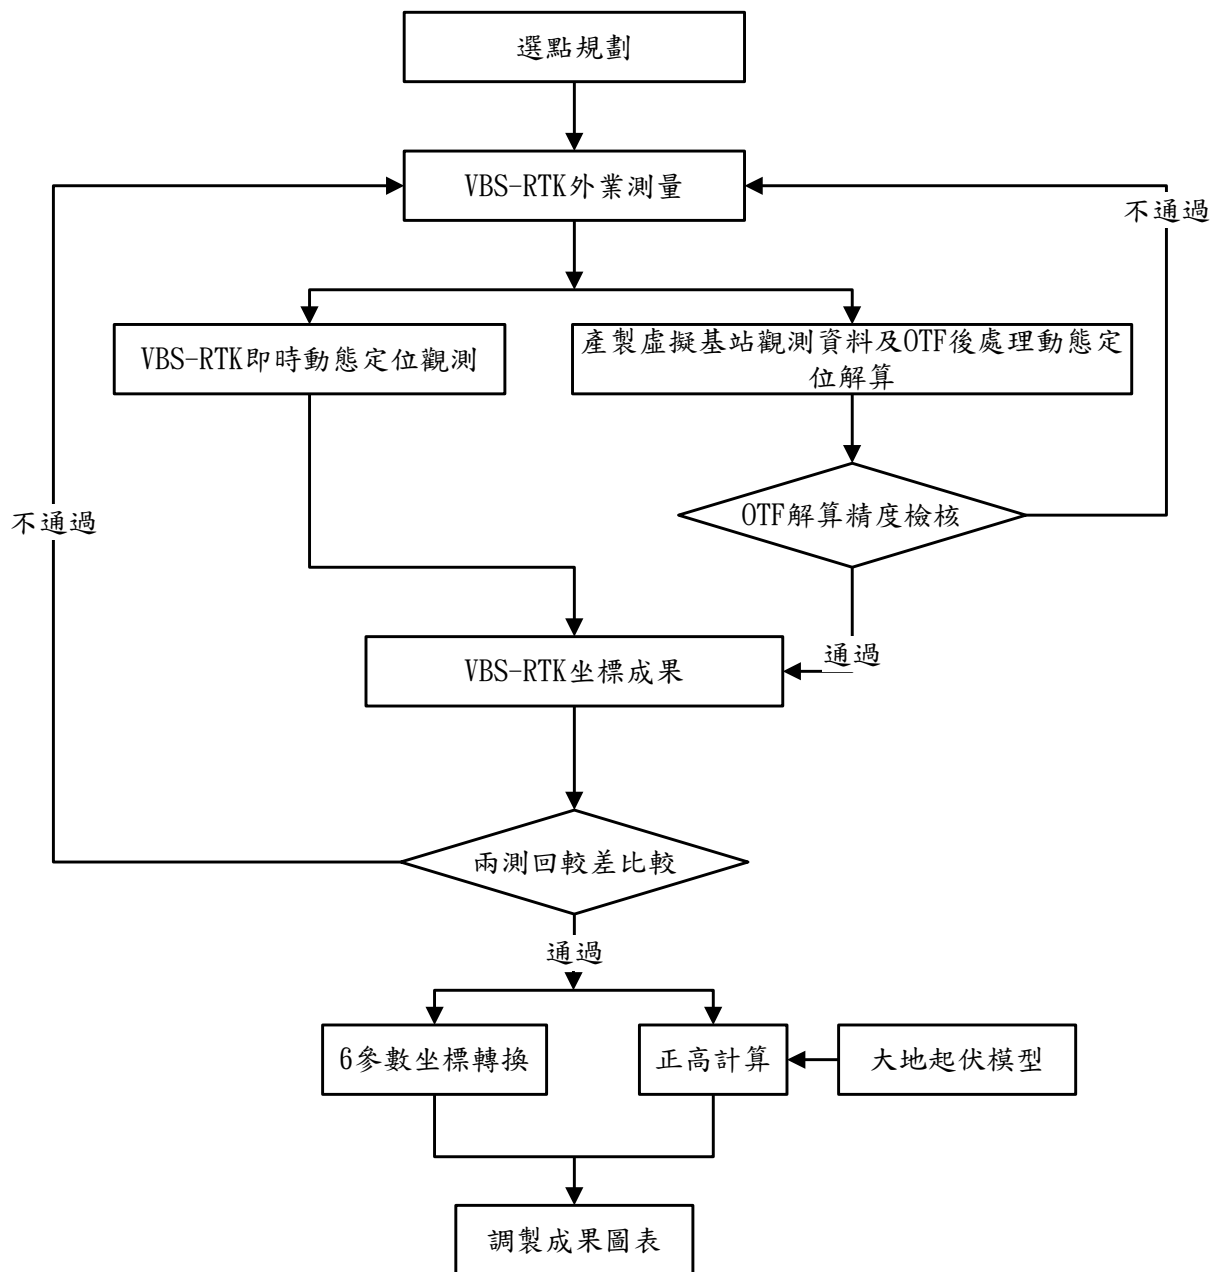 選點規劃
VBS-RTK外業測量
不通過
VBS-RTK即時動態定位觀測
產製虛擬基站觀測資料及OTF後處理動態定
位解算
不通過
OTF解算精度檢核
通過
VBS-RTK坐標成果
兩測回較差比較
通過
6參數坐標轉換
正高計算
大地起伏模型
調製成果圖表